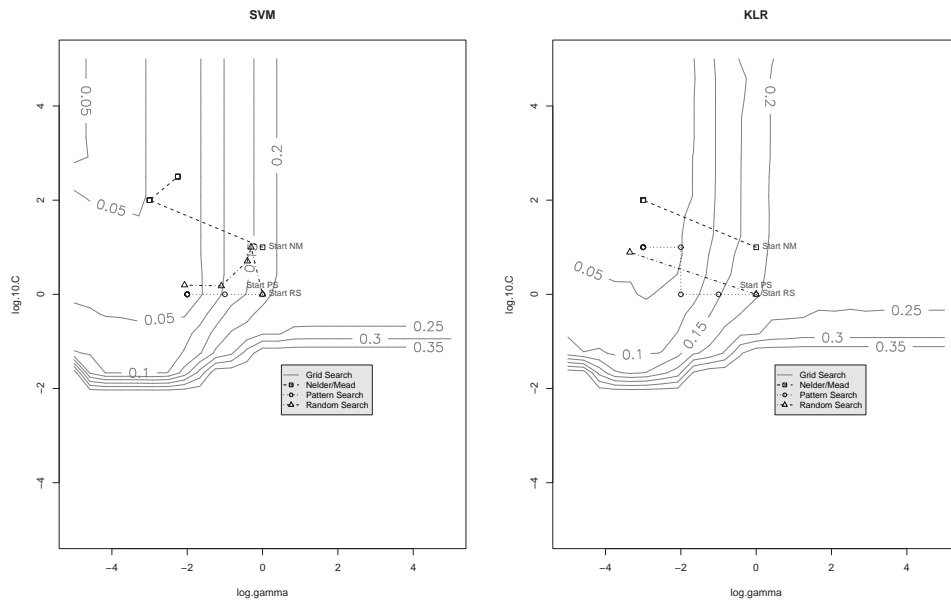 SVM
KLR
0.05
0.05
0.05
0.1
0.2
0.25
0.3
0.35
Start NM
Start PS
Start RS
Grid Search
Nelder/Mead
Pattern Search
Random Search
4
2
0
−2
−4
log.10.C
−4
−2
0
2
4
log.gamma
0.05
0.1
0.15
0.2
0.25
0.3
0.35
Start NM
Start PS
Start RS
Grid Search
Nelder/Mead
Pattern Search
Random Search
4
2
0
−2
−4
log.10.C
−4
−2
0
2
4
log.gamma